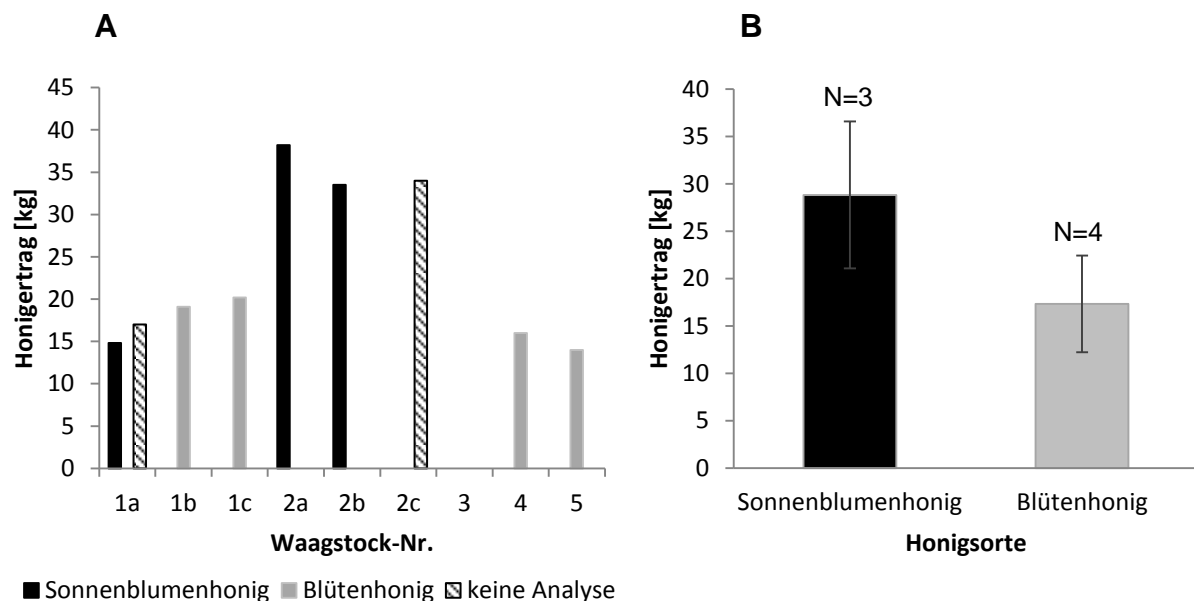 A
Honigertrag [kg]
45
40
35
30
25
20
15
10
5
0
1a 1b 1c 2a 2b 2c 3 4 5
Waagstock-Nr.
Sonnenblumenhonig Blütenhonig keine Analyse
B
Honigertrag [kg]
40
35
30
25
20
15
10
5
0
N=3
N=4
Sonnenblumenhonig Blütenhonig
Honigsorte